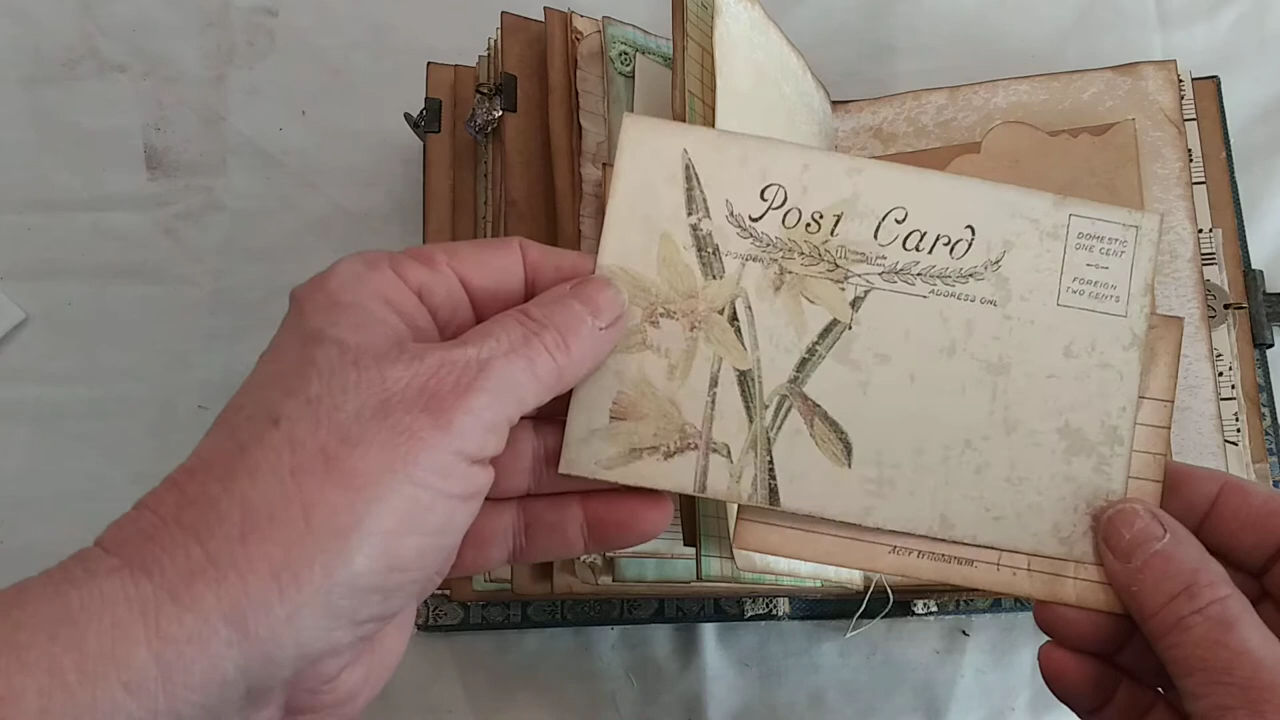 Post Card
DOMESTIC
ONE CENT
FOREIGN
TWO CENTS
ADDRESS ONL
Acer trilobatum.